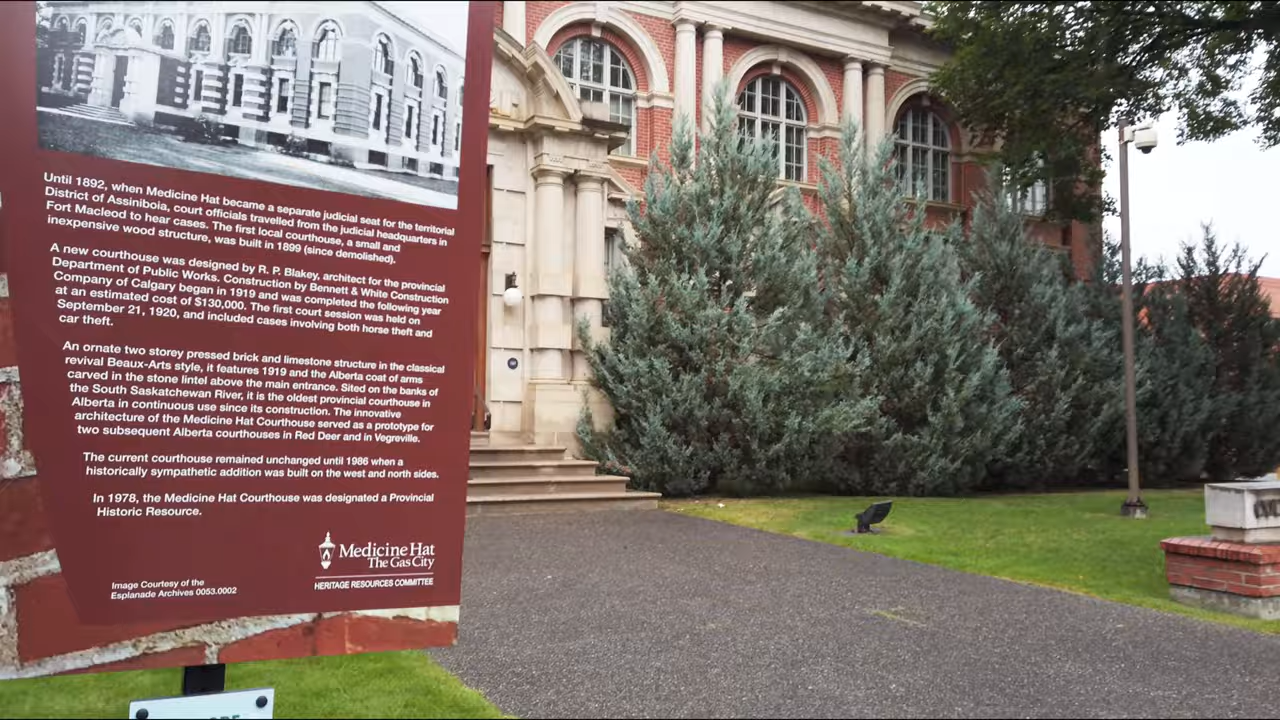 Until 1892, when Medicine Hat became a separate judicial seat for the territorial
District of Assiniboia, court officials travelled from the judicial headquarters in
Fort Macleod to hear cases. The first local courthouse, a small and
inexpensive wood structure, was built in 1899 (since demolished).
A new courthouse was designed by R. P. Blakey, architect for the provincial
Department of Public Works. Construction by Bennett & White Construction
Company of Calgary began in 1919 and was completed the following year
at an estimated cost of $130,000. The first court session was held on
September 21, 1920, and included cases involving both horse theft and
car theft.
An ornate two storey pressed brick and limestone structure in the classical
revival Beaux-Arts style, it features 1919 and the Alberta coat of arms
carved in the stone lintel above the main entrance. Sited on the banks of
the South Saskatchewan River, it is the oldest provincial courthouse in
Alberta in continuous use since its construction. The innovative
architecture of the Medicine Hat Courthouse served as a prototype for
two subsequent Alberta courthouses in Red Deer and in Vegreville.
The current courthouse remained unchanged until 1986 when a
historically sympathetic addition was built on the west and north sides.
In 1978, the Medicine Hat Courthouse was designated a Provincial
Historic Resource.
Medicine Hat
The Gas City
HERITAGE RESOURCES COMMITTEE
Image Courtesy of the
Esplanade Archives 0053.0002